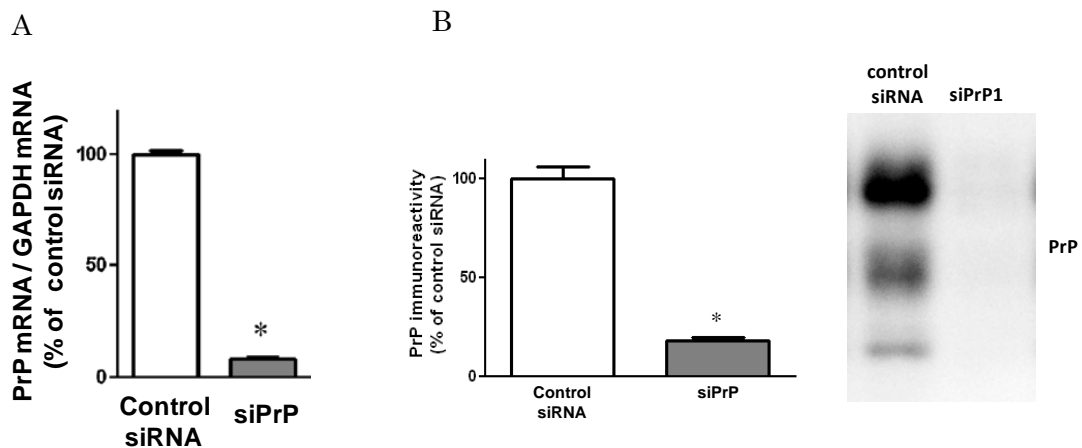 A
PrP mRNA / GAPDH mRNA
(% of control siRNA)
100
50
0
*
Control
siRNA
siPrP
B
PrP immunoreactivity
(% of control siRNA)
100
50
0
*
Control
siRNA
siPrP
control
siRNA
siPrP1
PrP